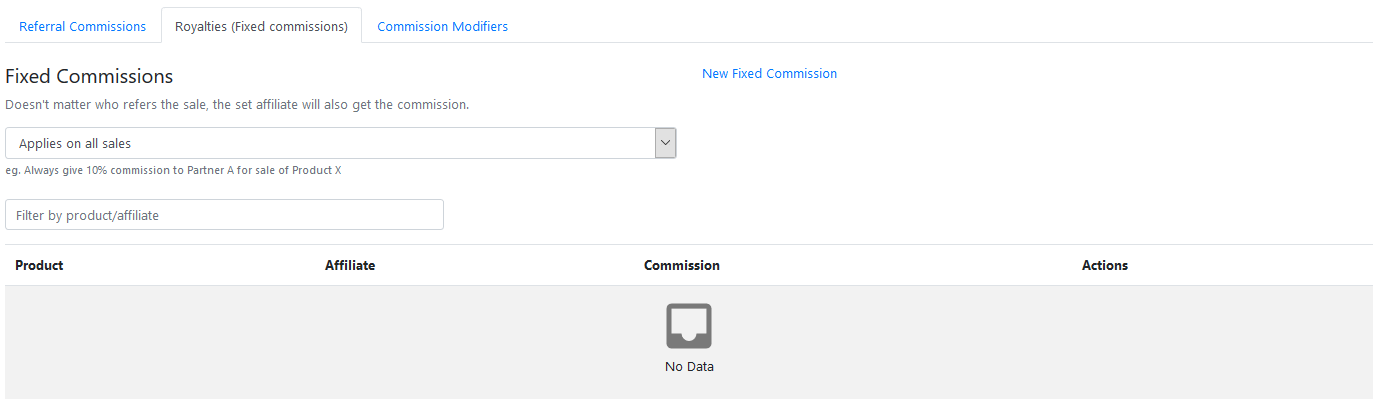 Referral Commissions Royalties (Fixed commissions) Commission Modifiers
Fixed Commissions New Fixed Commission
Doesn't matter who refers the sale, the set affiliate will also get the commission.
Applies on all sales
eg. Always give 10% commission to Partner A for sale of Product X
Filter by product/affiliate
Product Affiliate Commission Actions
No Data